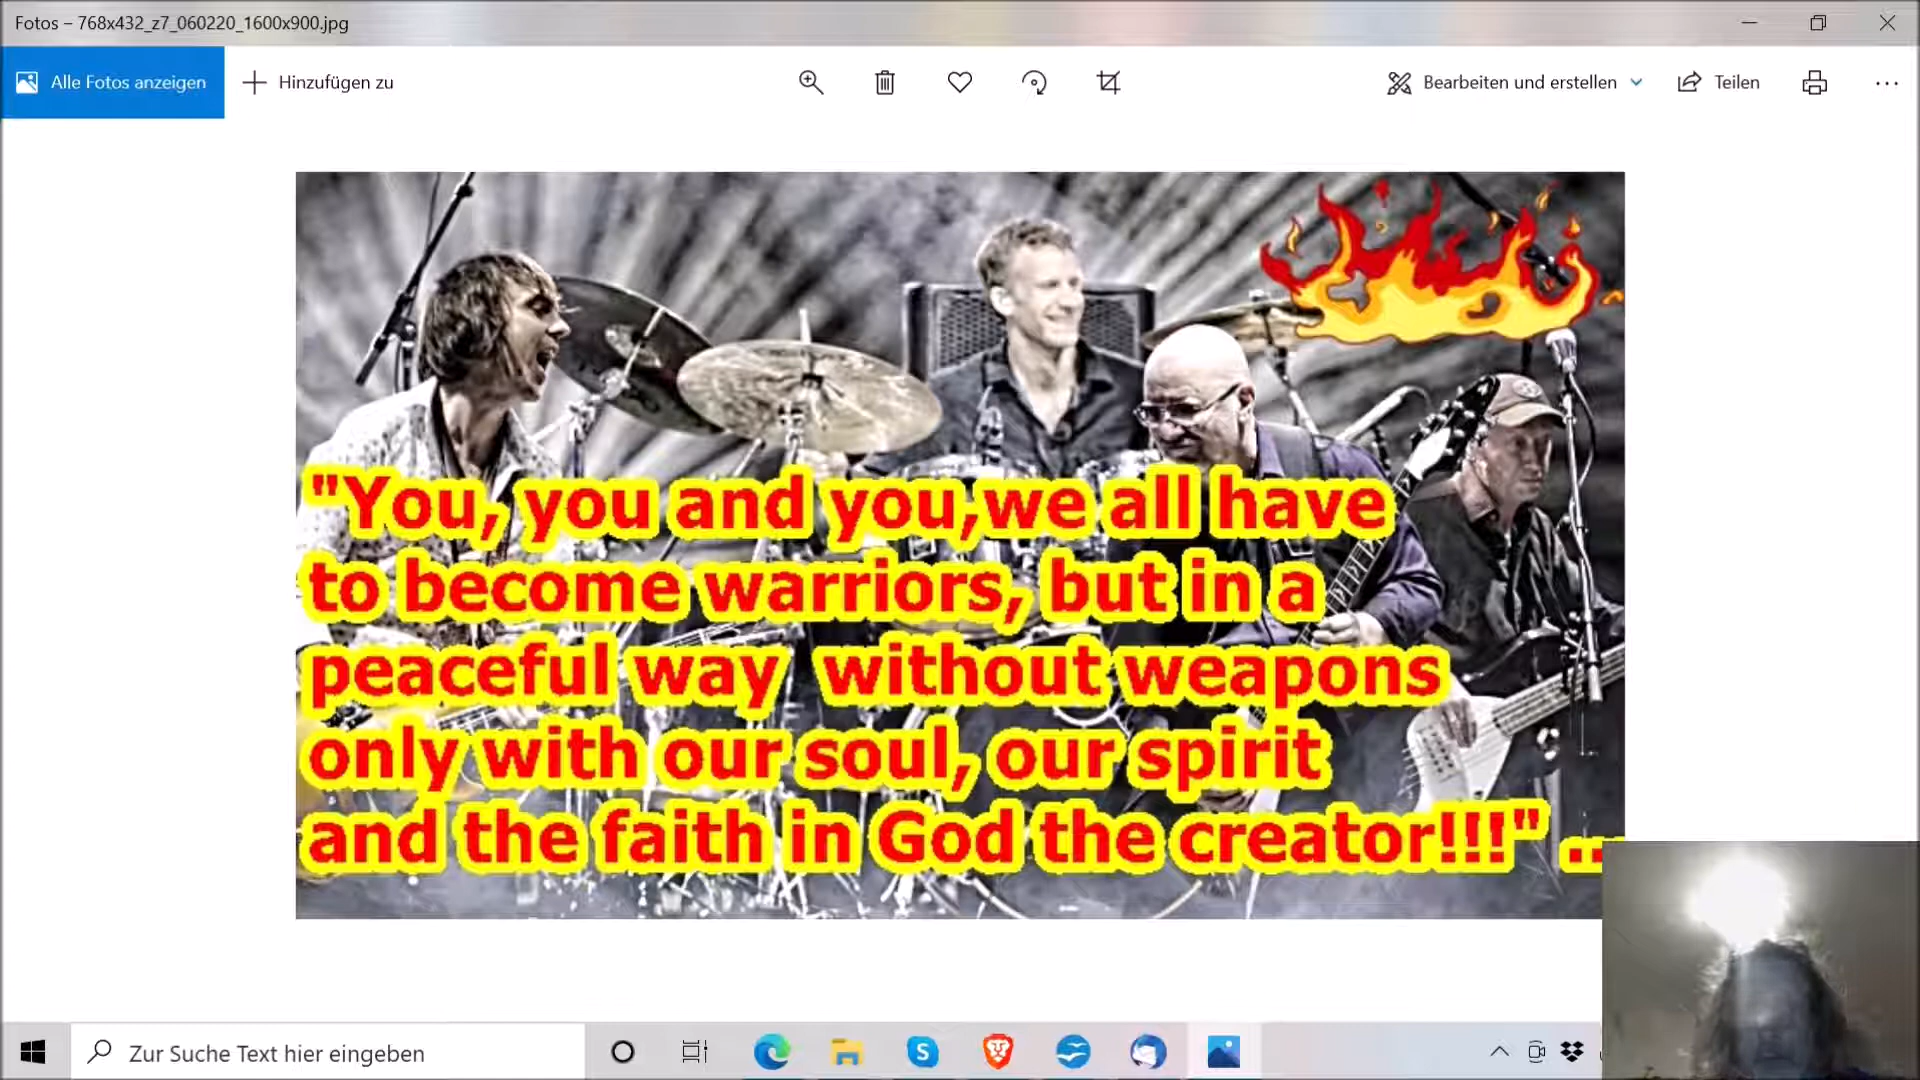 Fotos – 768x432_z7_060220_1600x900.jpg
Alle Fotos anzeigen
Hinzufügen zu
Bearbeiten und erstellen
Teilen
"You, you and you,we all have
to become warriors, but in a
peaceful way  without weapons
only with our soul, our spirit
and the faith in God the creator!!!" ..
Zur Suche Text hier eingeben